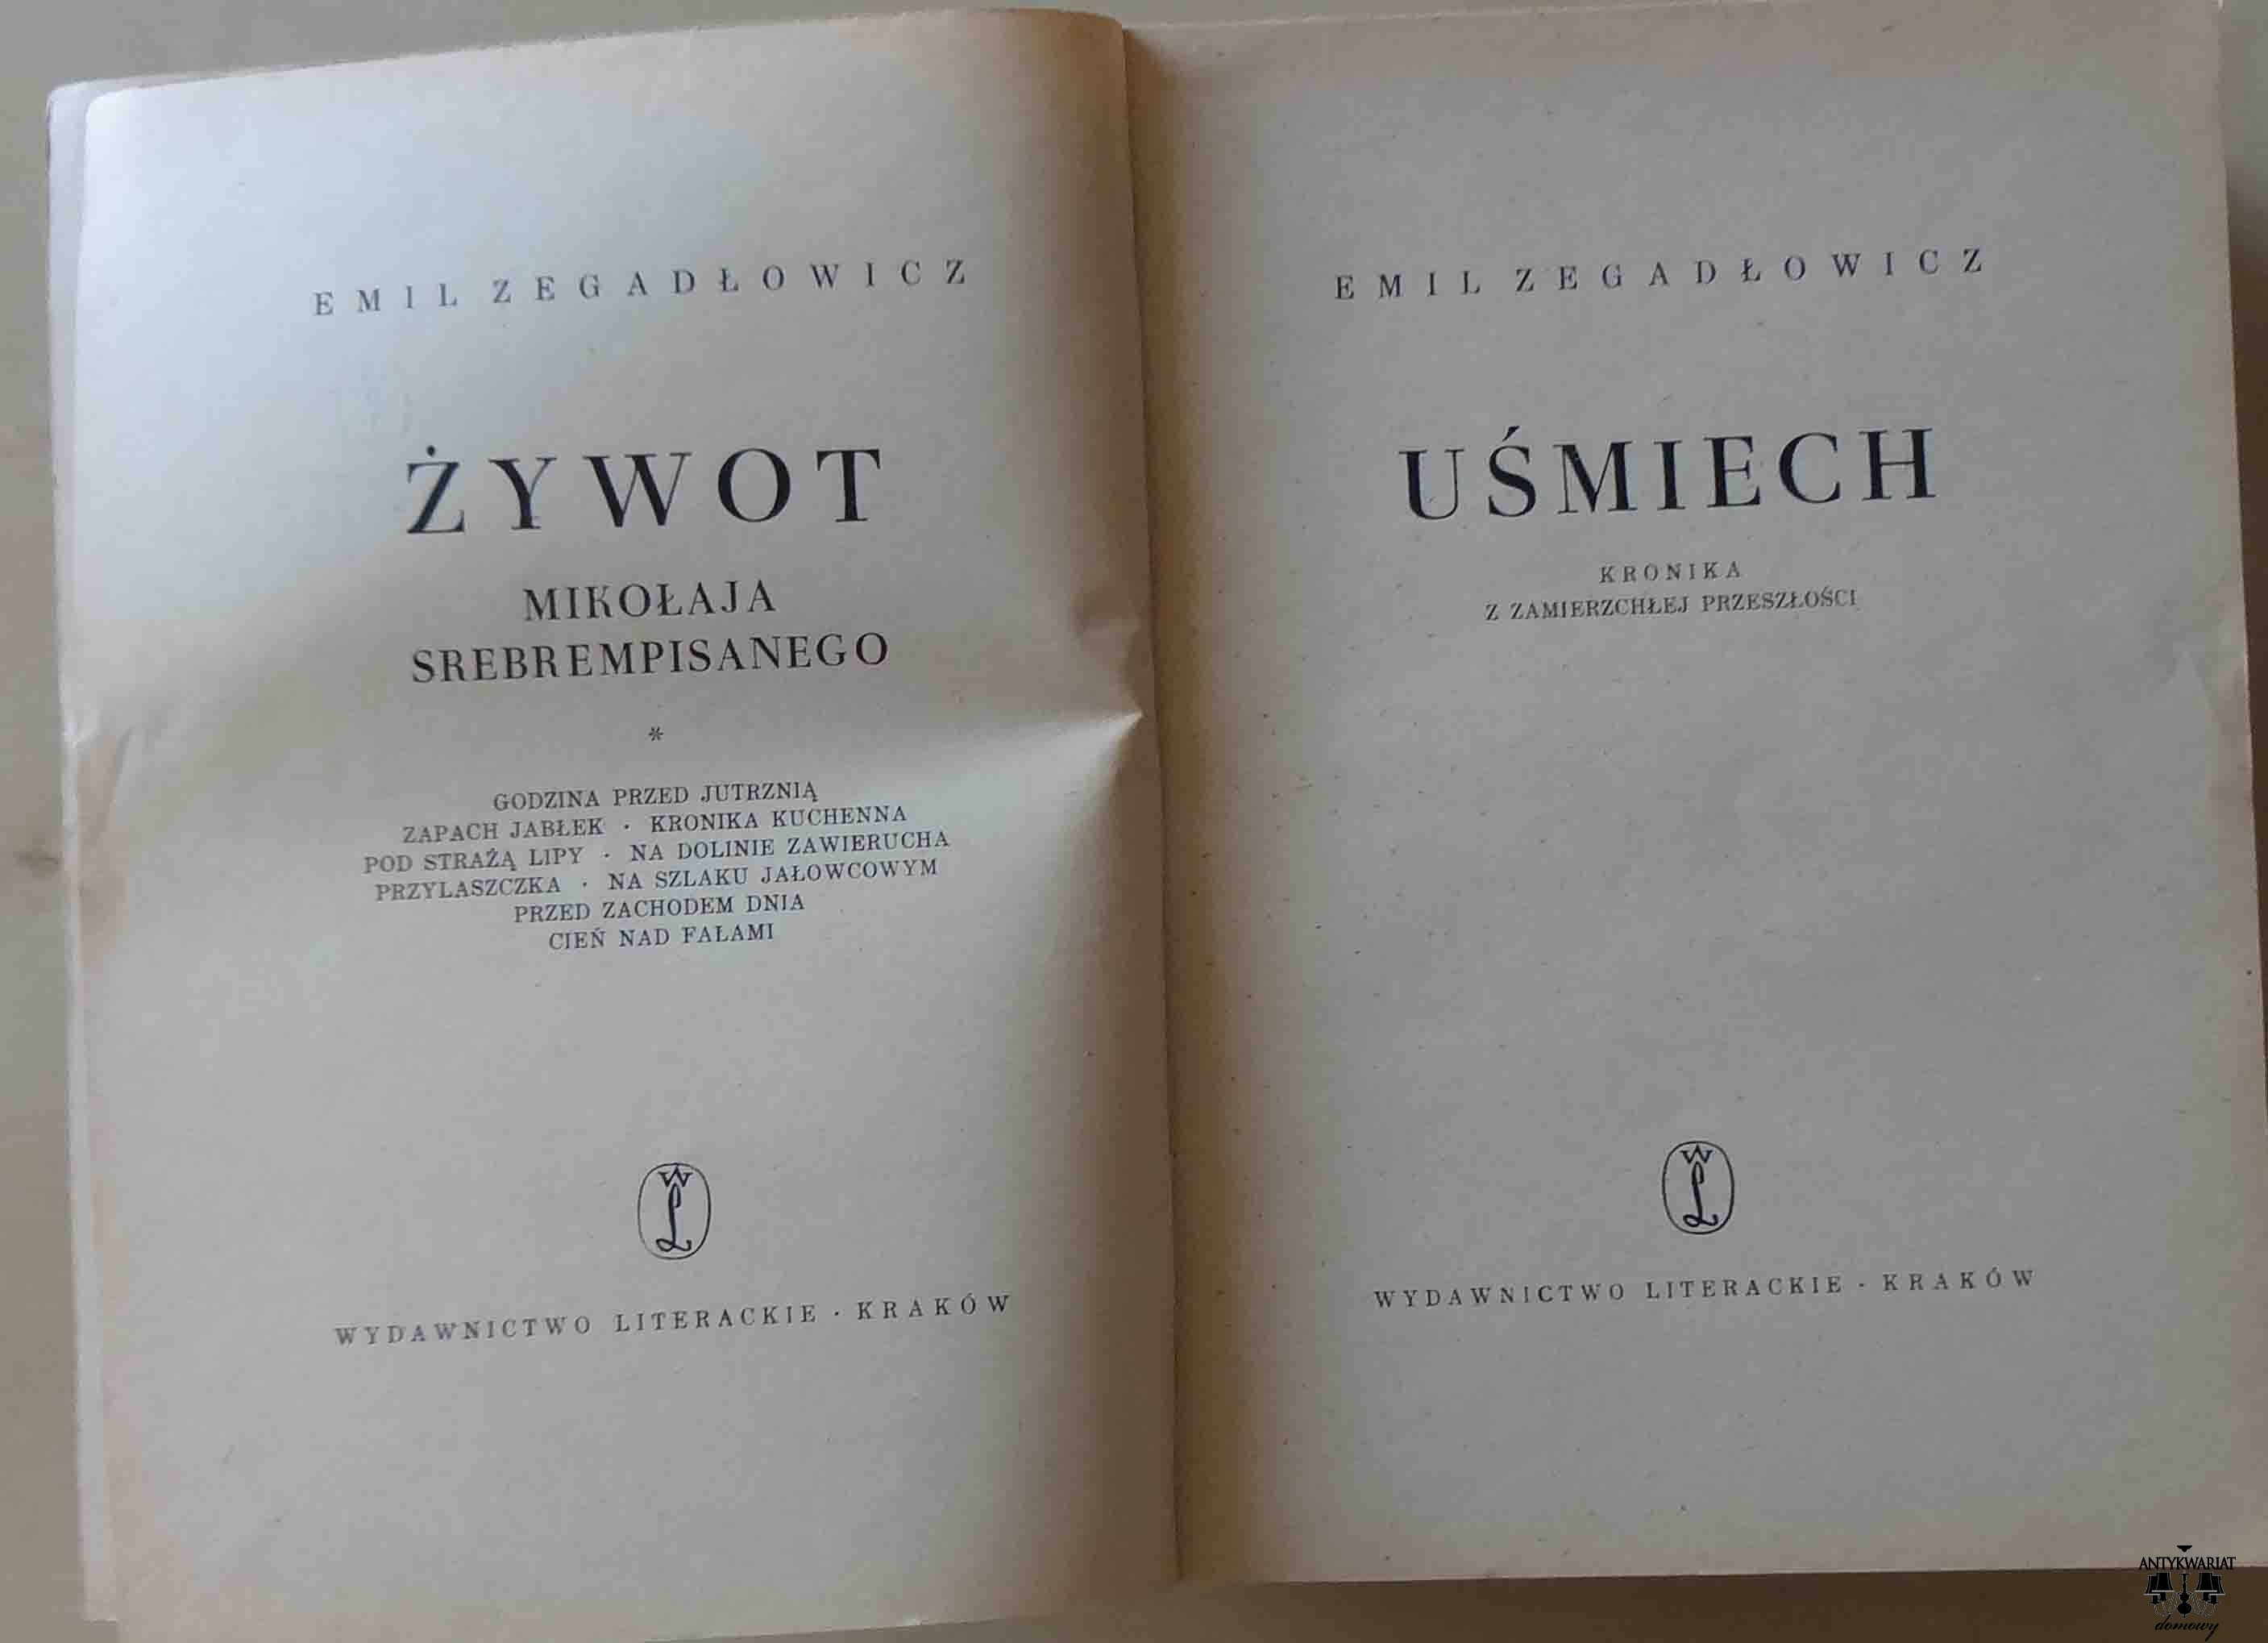 EMIL ZEGADŁOWICZ
ŻYWOT
MIKOŁAJA
SREBREMPISANEGO
*
GODZINA PRZED JUTRZNIĄ
ZAPACH JABŁEK · KRONIKA KUCHENNA
POD STRAŻĄ LIPY · NA DOLINIE ZAWIERUCHA
PRZYLASZCZKA · NA SZLAKU JAŁOWCOWYM
PRZED ZACHODEM DNIA
CIEŃ NAD FALAMI
WL
WYDAWNICTWO LITERACKIE · KRAKÓW
EMIL ZEGADŁOWICZ
UŚMIECH
KRONIKA
Z ZAMIERZCHŁEJ PRZESZŁOŚCI
WL
WYDAWNICTWO LITERACKIE · KRAKÓW
ANTYKWARIAT
domowy